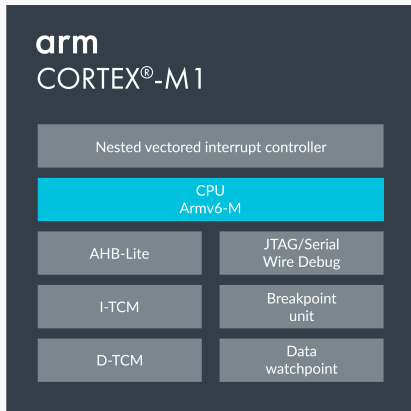 arm
CORTEX®-M1
Nested vectored interrupt controller
CPU
Armv6-M
AHB-Lite
JTAG/Serial
Wire Debug
I-TCM
Breakpoint
unit
D-TCM
Data
watchpoint